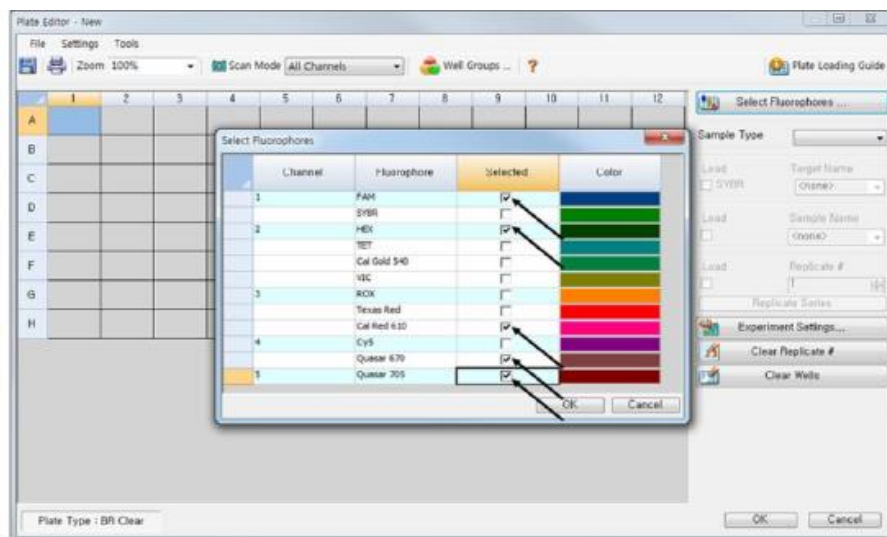 Plate Editor - New
File Settings Tools
Zoom 100% Scan Mode All Channels Well Groups ... ? Plate Loading Guide
1 2 3 4 5 6 7 8 9 10 11 12
A
B
C
D
E
F
G
H
Select Fluorophores
Channel Fluorophore Selected Color
1 FAM
SYBR
2 HEX
TET
Cal Gold 540
VIC
3 ROX
Texas Red
Cal Red 610
4 Cy5
Quasar 670
5 Quasar 705
OK Cancel
Select Fluorophores ...
Sample Type
Load Target Name
SYBR <none>
Load Sample Name
<none>
Load Replicate #
1
Replicate Series
Experiment Settings...
Clear Replicate #
Clear Wells
Plate Type : BR Clear
OK Cancel